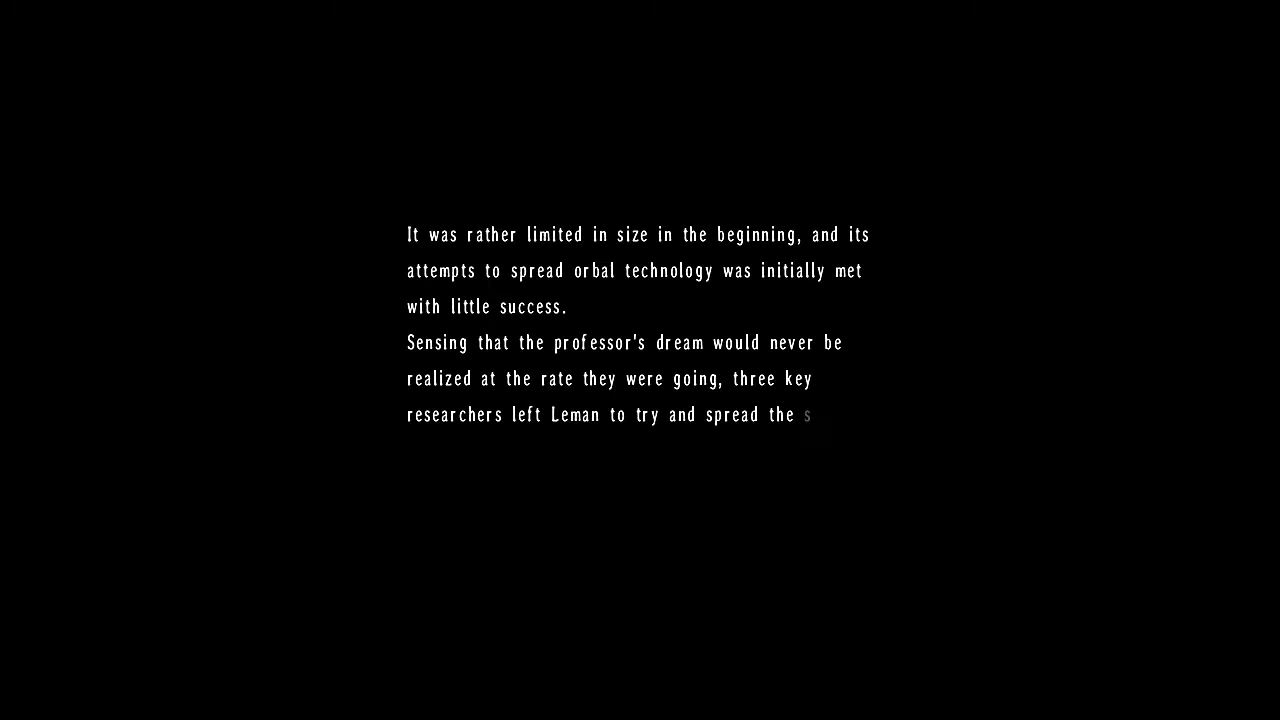 It was rather limited in size in the beginning, and its
attempts to spread orbal technology was initially met
with little success.
Sensing that the professor's dream would never be
realized at the rate they were going, three key
researchers left Leman to try and spread the s